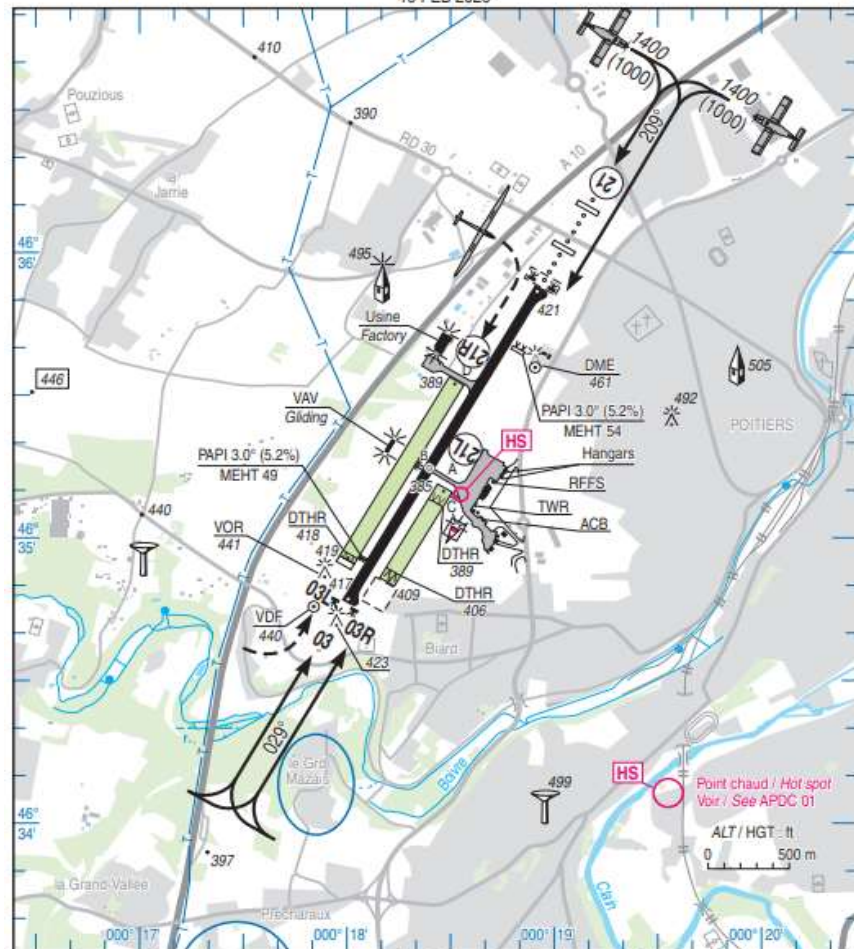 410
Pouzious
390
RD 30
A 10
1400
(1000)
1400
(1000)
209°
21
la
Jarrie
46°
36'
495
Usine
Factory
421
21R
DME
461
446
389
D
PAPI 3.0° (5.2%)
MEHT 54
505
492
VAV
Gliding
POITIERS
21L
HS
Hangars
PAPI 3.0° (5.2%)
MEHT 49
B
A
395
RFFS
TWR
ACB
440
C
46°
35'
VOR
441
DTHR
418
419
DTHR
389
417
409
DTHR
406
VDF
440
03L
03
03R
423
Biard
029°
le Grd
Mazais
Boivre
HS
Point chaud / Hot spot
Voir / See APDC 01
499
46°
34'
ALT / HGT : ft
0 500 m
397
la Grand Vallée
Précharaux
Clain
000° 17
000° 18
000° 19
000° 20